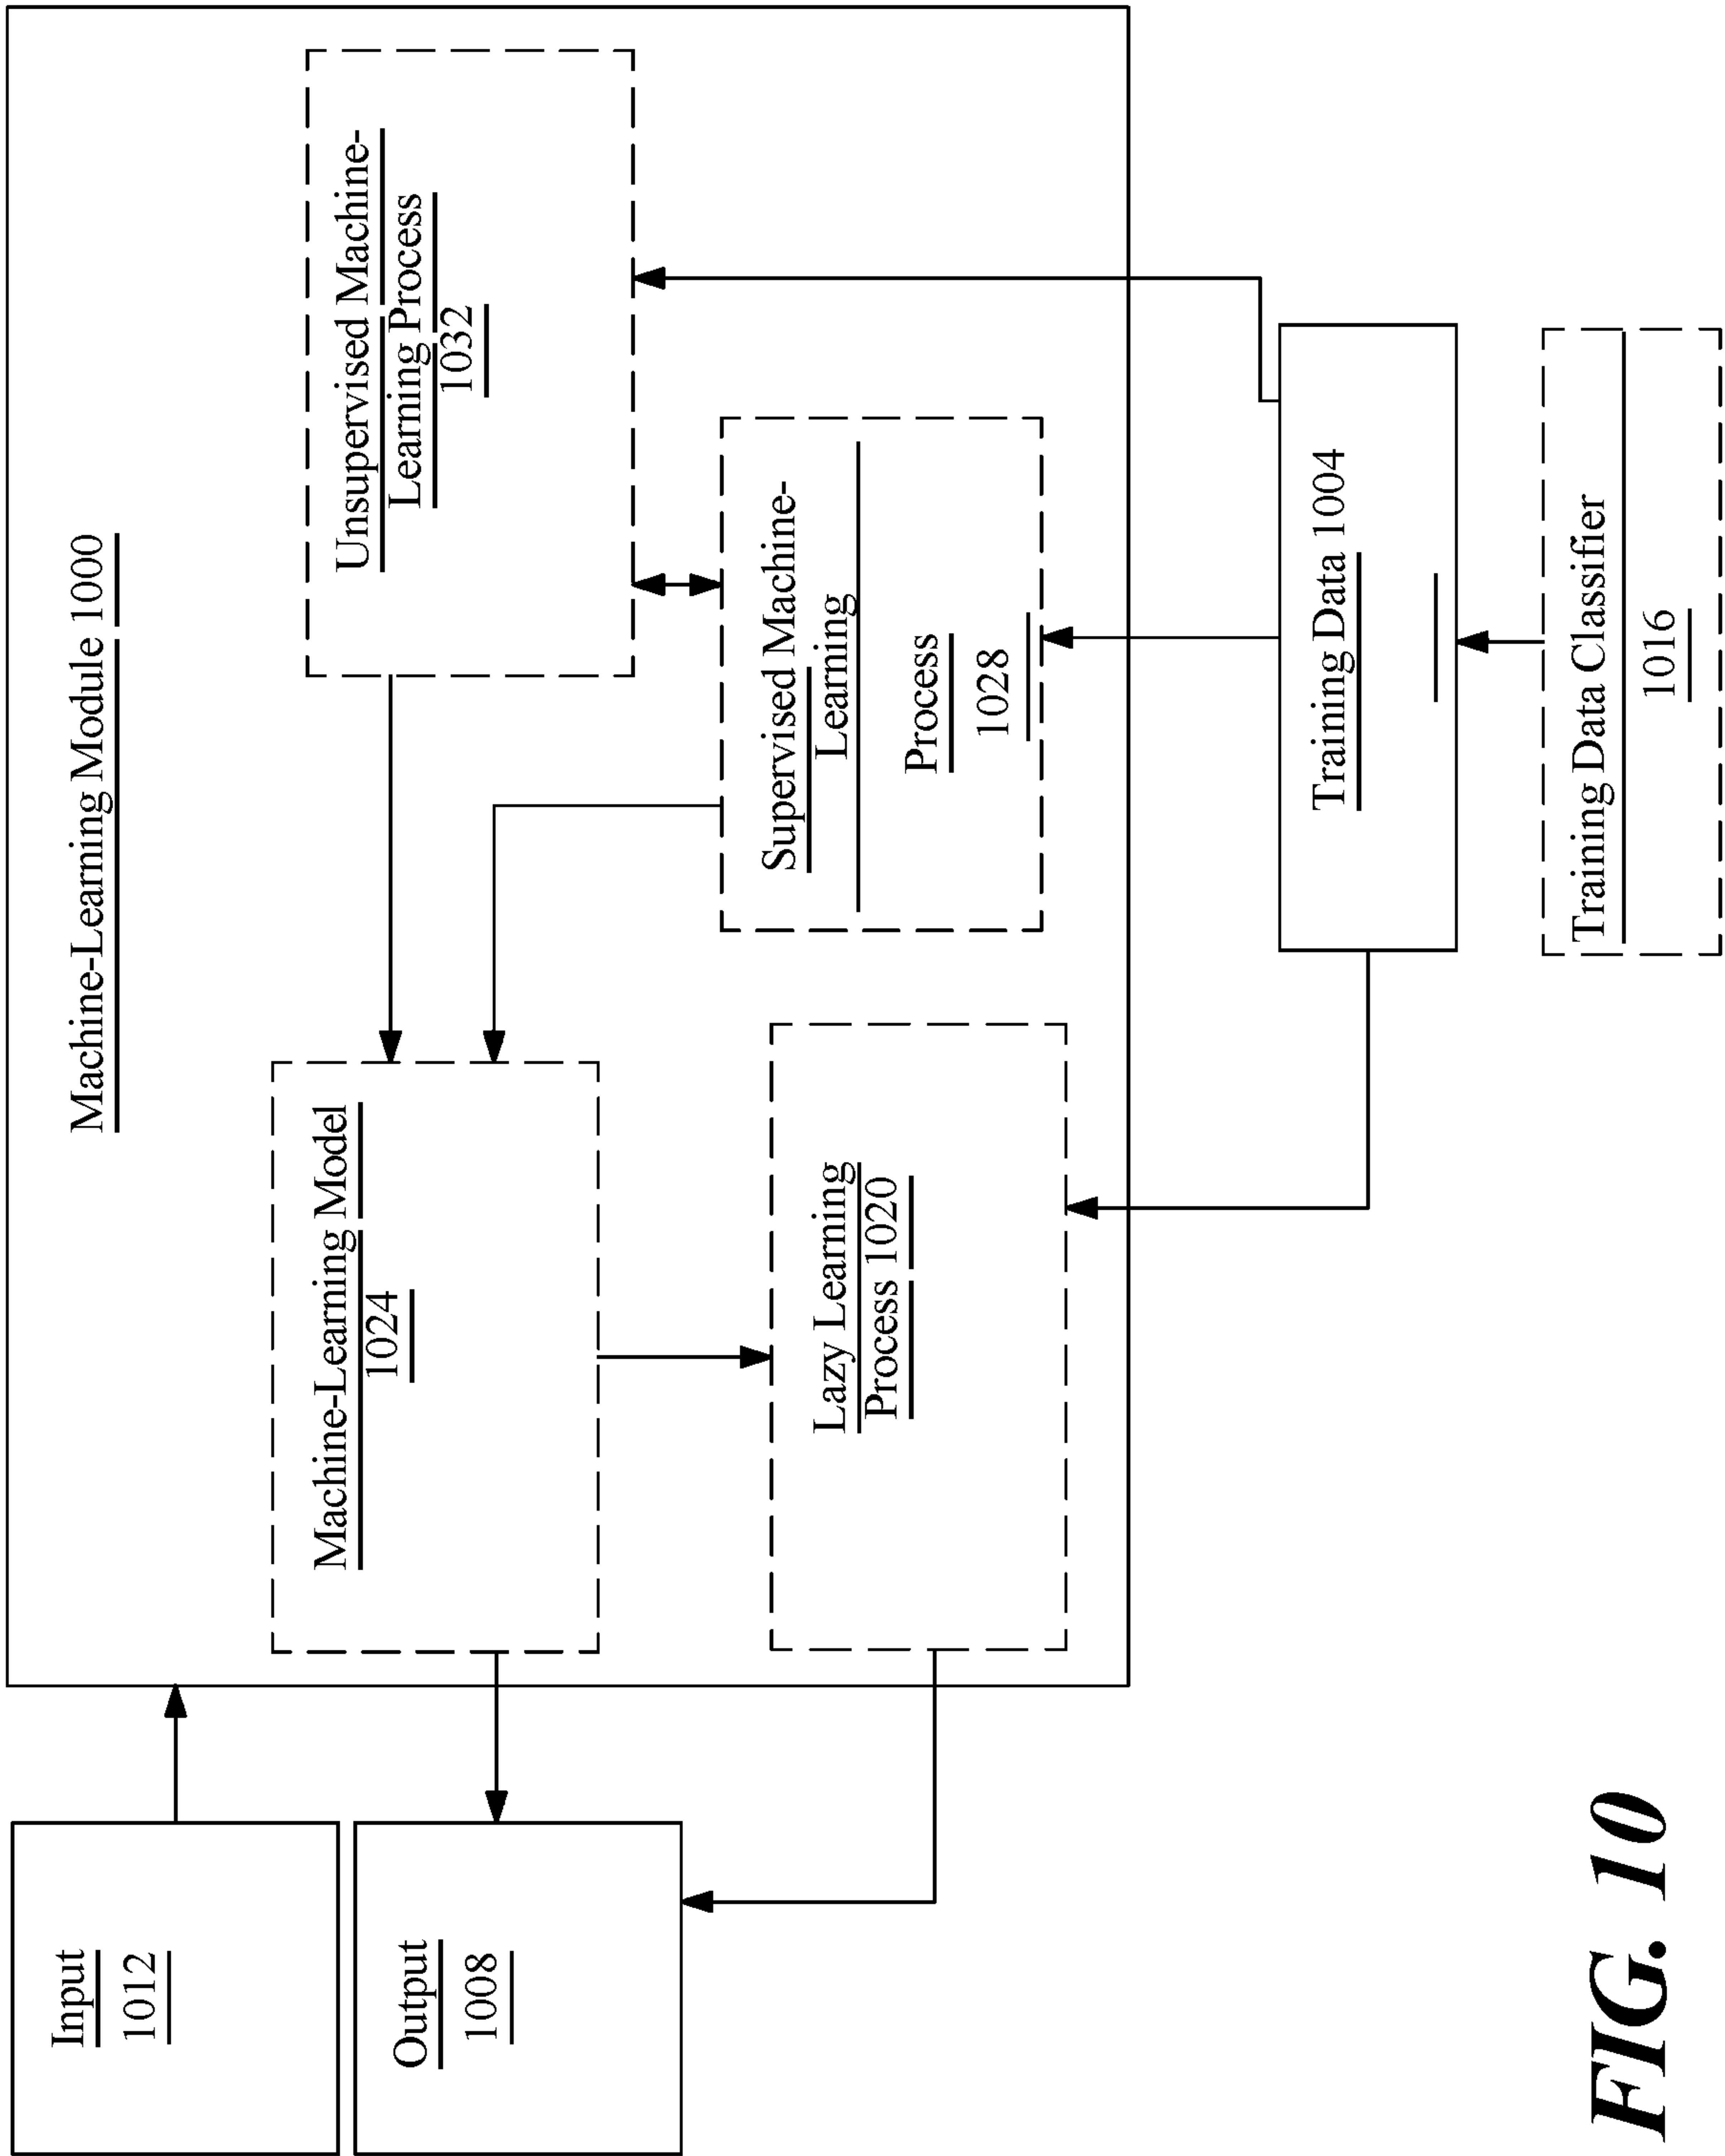 Machine-Learning Module 1000
Input
1012
Output
1008
Machine-Learning Model
1024
Unsupervised Machine-
Learning Process
1032
Lazy Learning
Process 1020
Supervised Machine-
Learning
Process
1028
Training Data 1004
Training Data Classifier
1016
FIG. 10